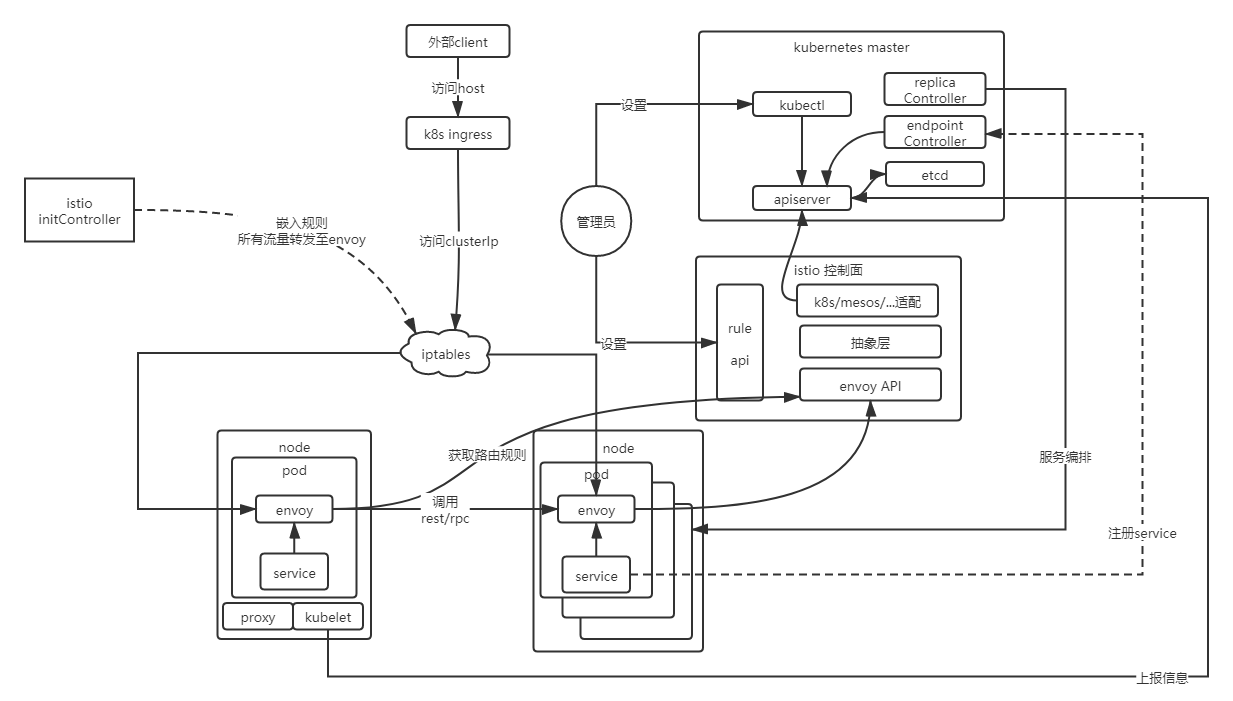 外部client
访问host
k8s ingress
访问clusterIp
istio
initController
嵌入规则
所有流量转发至envoy
iptables
管理员
设置
设置
kubernetes master
kubectl
replica
Controller
endpoint
Controller
etcd
apiserver
istio 控制面
rule
api
k8s/mesos/...适配
抽象层
envoy API
node
pod
envoy
service
proxy
kubelet
获取路由规则
调用
rest/rpc
node
pod
envoy
service
服务编排
注册service
上报信息